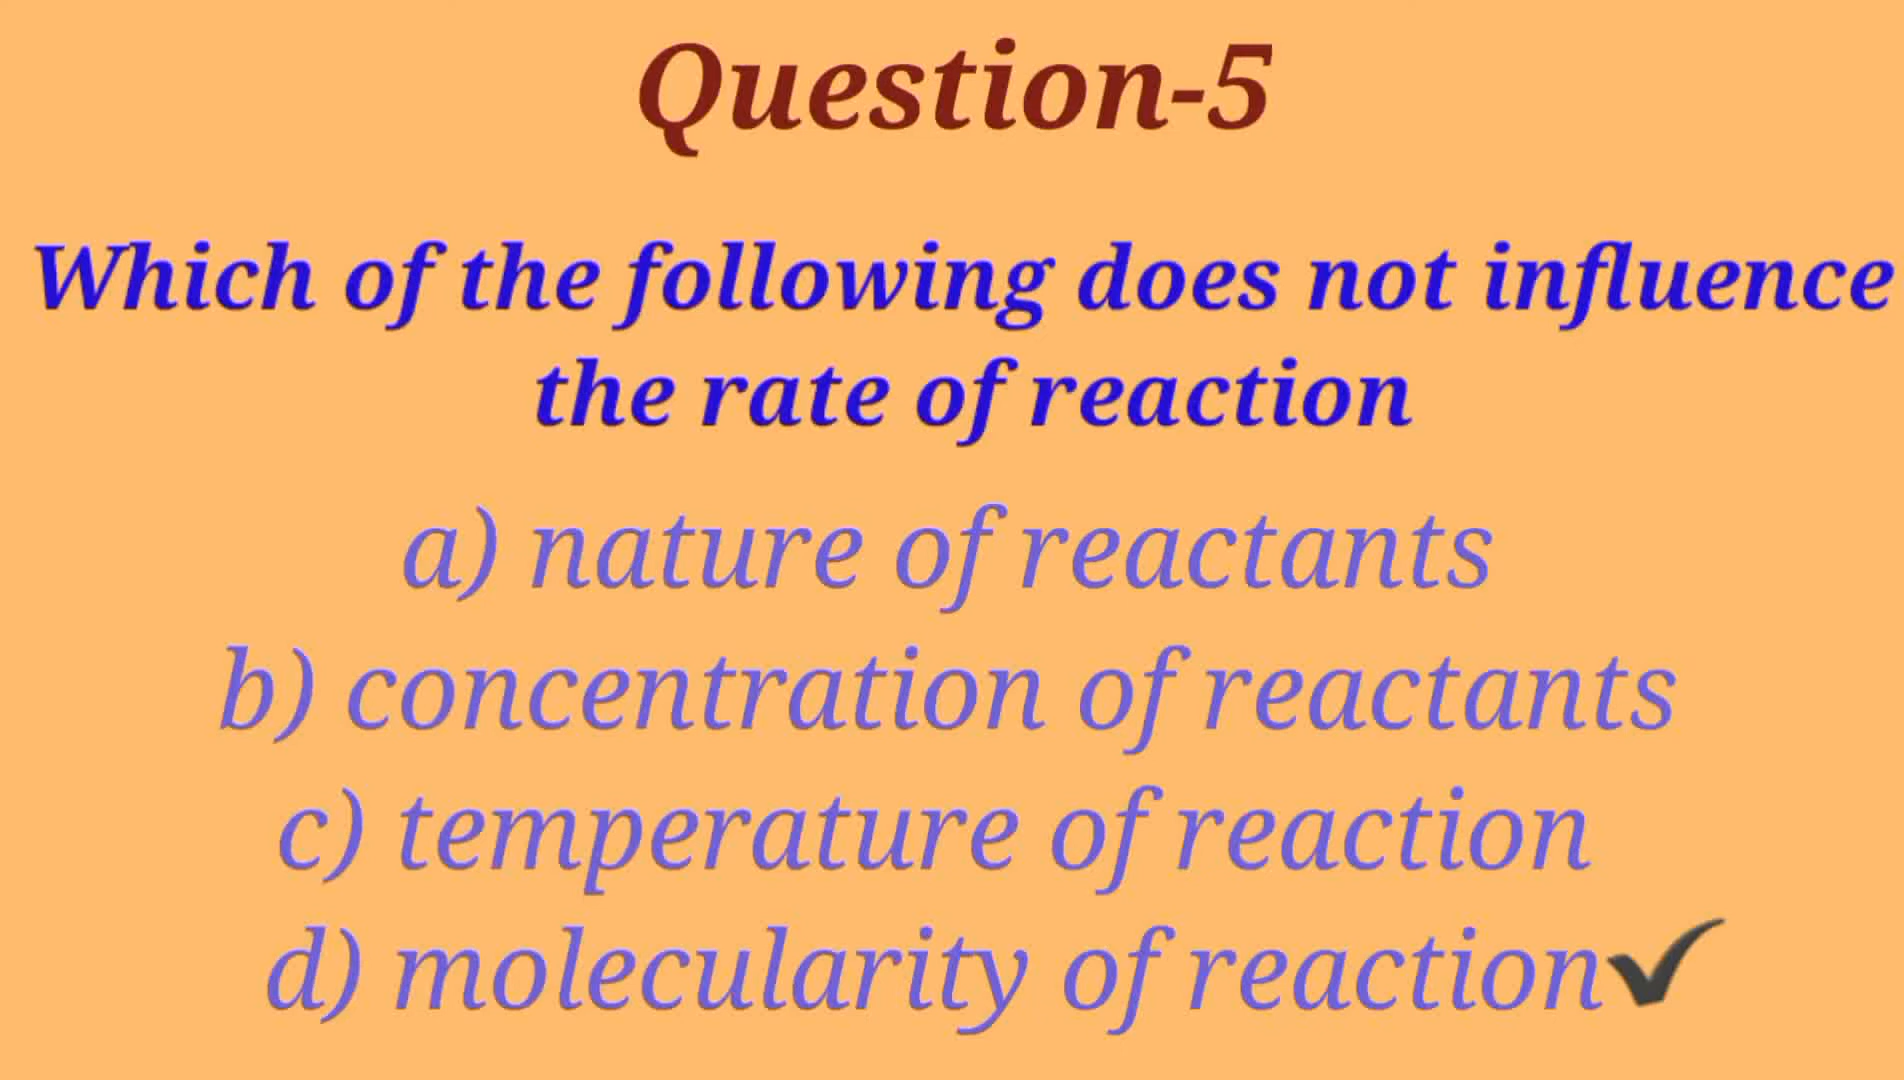 Question-5
Which of the following does not influence
the rate of reaction
a) nature of reactants
b) concentration of reactants
c) temperature of reaction
d) molecularity of reaction✔